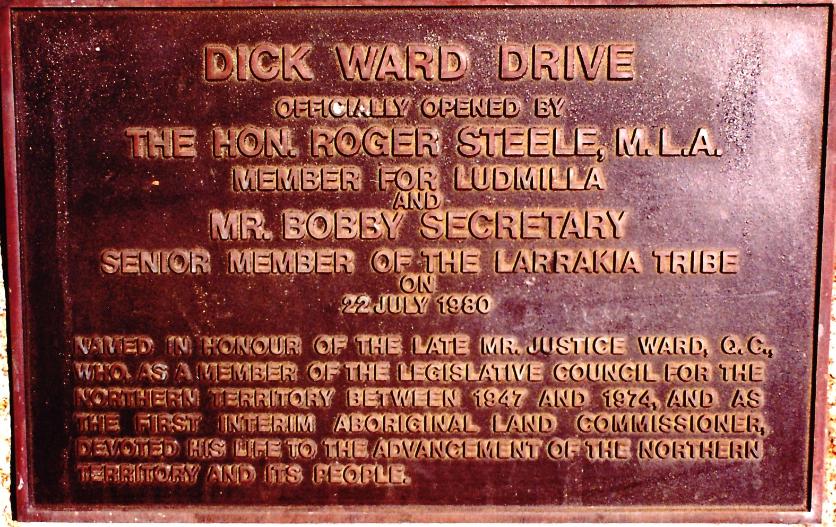 DICK WARD DRIVE
OFFICIALLY OPENED BY
THE HON. ROGER STEELE, M.L.A.
MEMBER FOR LUDMILLA
AND
MR. BOBBY SECRETARY
SENIOR MEMBER OF THE LARRAKIA TRIBE
ON
22 JULY 1980
NAMED IN HONOUR OF THE LATE MR. JUSTICE WARD, Q.C.,
WHO, AS A MEMBER OF THE LEGISLATIVE COUNCIL FOR THE
NORTHERN TERRITORY BETWEEN 1947 AND 1974, AND AS
THE FIRST INTERIM ABORIGINAL LAND COMMISSIONER,
DEVOTED HIS LIFE TO THE ADVANCEMENT OF THE NORTHERN
TERRITORY AND ITS PEOPLE.